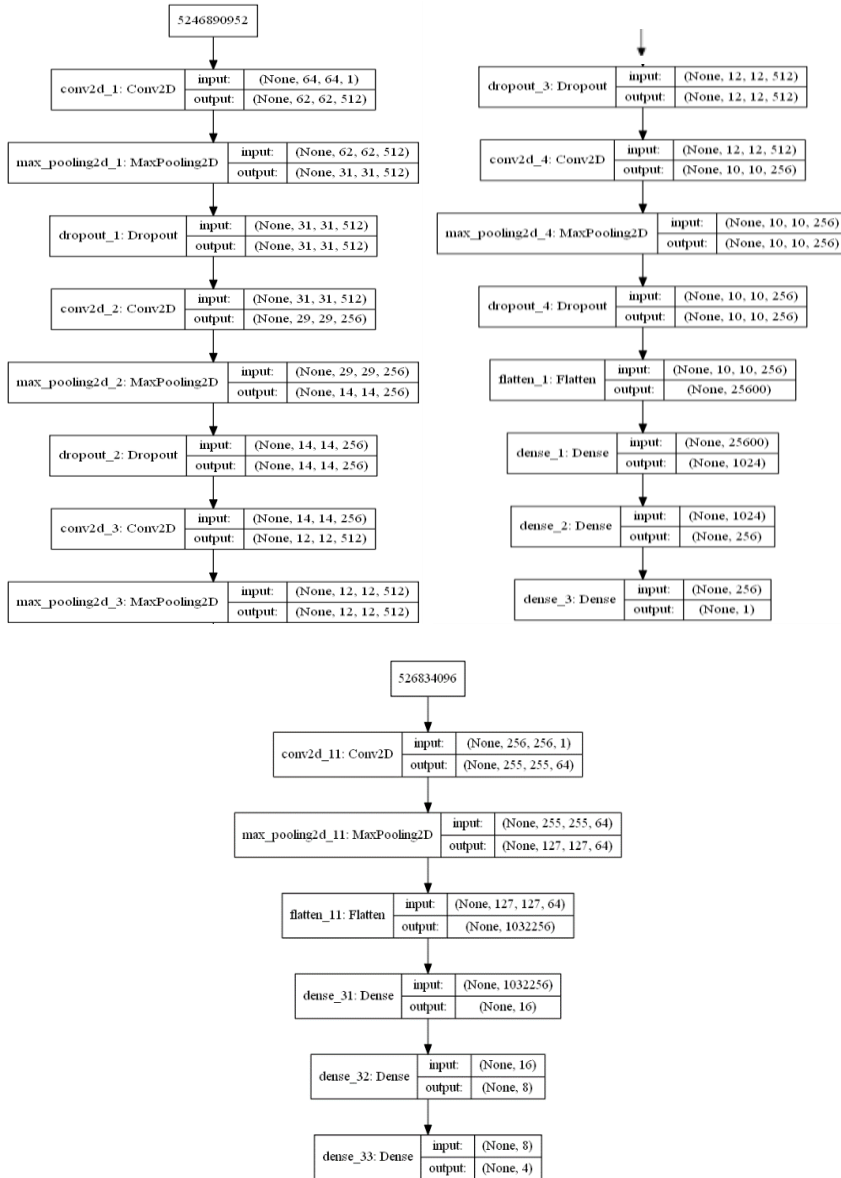 5246890952
conv2d_1: Conv2D input: (None, 64, 64, 1)
output: (None, 62, 62, 512)
max_pooling2d_1: MaxPooling2D input: (None, 62, 62, 512)
output: (None, 31, 31, 512)
dropout_1: Dropout input: (None, 31, 31, 512)
output: (None, 31, 31, 512)
conv2d_2: Conv2D input: (None, 31, 31, 512)
output: (None, 29, 29, 256)
max_pooling2d_2: MaxPooling2D input: (None, 29, 29, 256)
output: (None, 14, 14, 256)
dropout_2: Dropout input: (None, 14, 14, 256)
output: (None, 14, 14, 256)
conv2d_3: Conv2D input: (None, 14, 14, 256)
output: (None, 12, 12, 512)
max_pooling2d_3: MaxPooling2D input: (None, 12, 12, 512)
output: (None, 12, 12, 512)
dropout_3: Dropout input: (None, 12, 12, 512)
output: (None, 12, 12, 512)
conv2d_4: Conv2D input: (None, 12, 12, 512)
output: (None, 10, 10, 256)
max_pooling2d_4: MaxPooling2D input: (None, 10, 10, 256)
output: (None, 10, 10, 256)
dropout_4: Dropout input: (None, 10, 10, 256)
output: (None, 10, 10, 256)
flatten_1: Flatten input: (None, 10, 10, 256)
output: (None, 25600)
dense_1: Dense input: (None, 25600)
output: (None, 1024)
dense_2: Dense input: (None, 1024)
output: (None, 256)
dense_3: Dense input: (None, 256)
output: (None, 1)
526834096
conv2d_11: Conv2D input: (None, 256, 256, 1)
output: (None, 255, 255, 64)
max_pooling2d_11: MaxPooling2D input: (None, 255, 255, 64)
output: (None, 127, 127, 64)
flatten_11: Flatten input: (None, 127, 127, 64)
output: (None, 1032256)
dense_31: Dense input: (None, 1032256)
output: (None, 16)
dense_32: Dense input: (None, 16)
output: (None, 8)
dense_33: Dense input: (None, 8)
output: (None, 4)